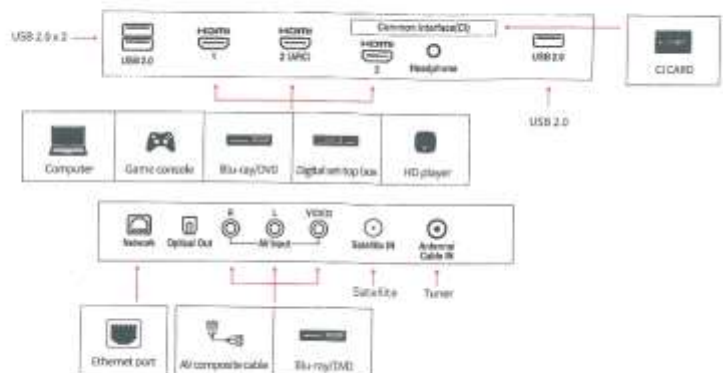 HDMI HDMI Common Interface(CI)
USB 2.0 x 2
USB 2.0 1 2 (ARC) HDMI Headphone USB 2.0
CI CARD
USB 2.0
Computer Game console Blu-ray/DVD Digital set top box HD player
R L VIDEO
Network Optical Out AV Input Satellite IN Antenna
Cable IN
Satellite Tuner
Ethernet port AV composite cable Blu-ray/DVD